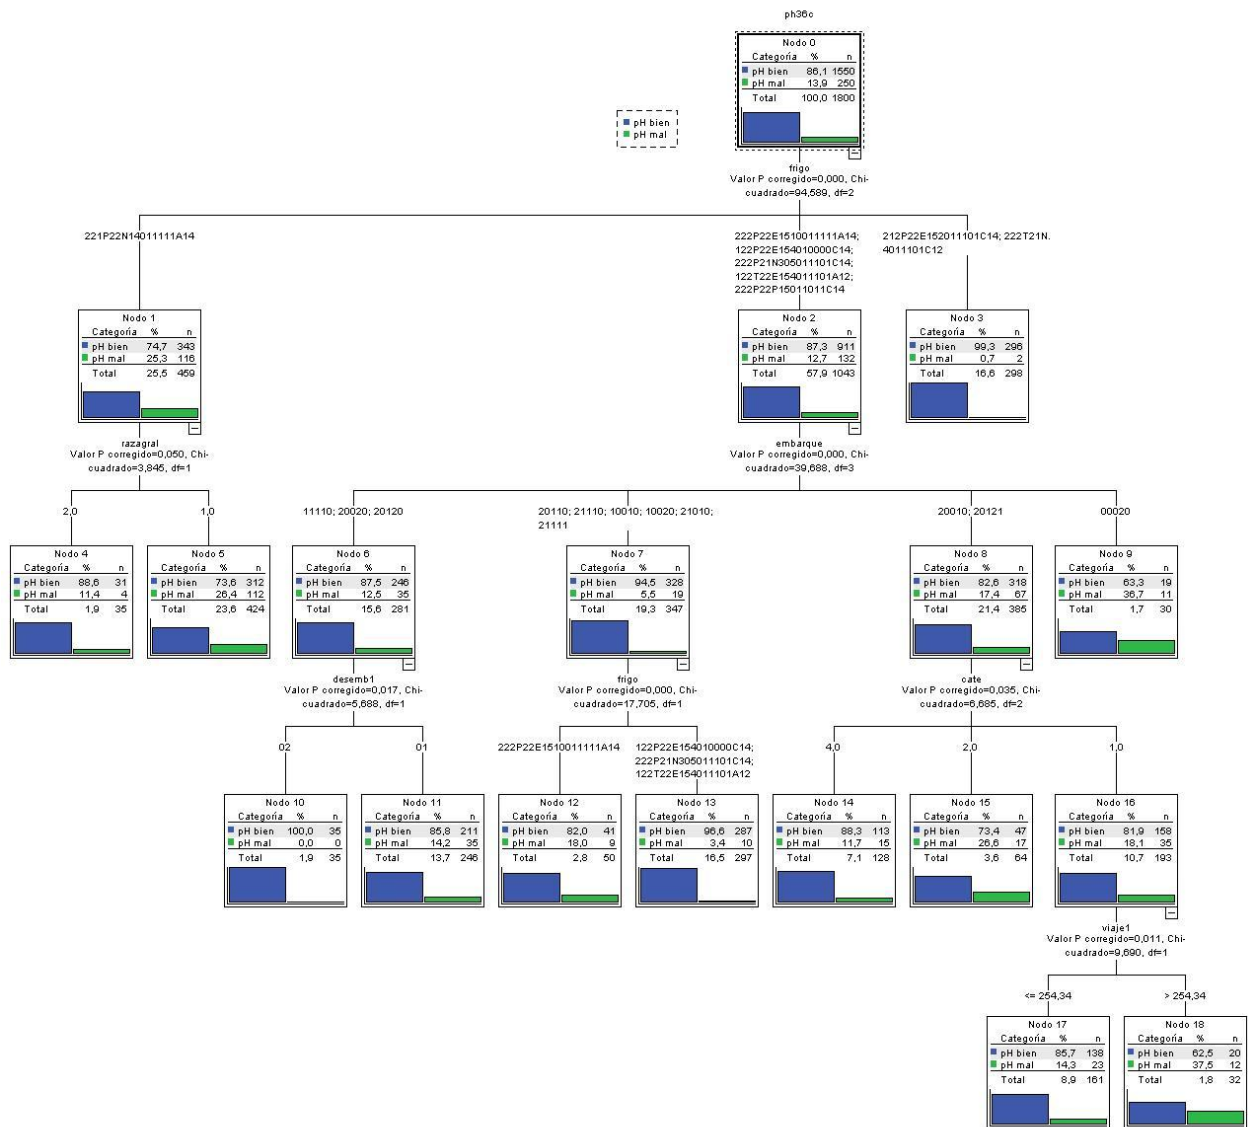 ph36c
Nodo 0
Categoría % n
pH bien 86,1 1550
pH mal 13,9 250
Total 100,0 1800
pH bien
pH mal
frigo
Valor P corregido=0,000, Chi-
cuadrado=94,589, df=2
221P22N14011111A14
222P22E1510011111A14;
122P22E154010000C14;
222P21N305011101C14;
122T22E154011101A12;
222P22P15011011C14
212P22E152011101C14; 222T21N.
4011101C12
Nodo 1
Categoría % n
pH bien 74,7 343
pH mal 25,3 116
Total 25,5 459
Nodo 2
Categoría % n
pH bien 87,3 911
pH mal 12,7 132
Total 57,9 1043
Nodo 3
Categoría % n
pH bien 99,3 296
pH mal 0,7 2
Total 16,6 298
razagral
Valor P corregido=0,050, Chi-
cuadrado=3,845, df=1
embarque
Valor P corregido=0,000, Chi-
cuadrado=39,688, df=3
2,0
1,0
11110; 20020; 20120
20110; 21110; 10010; 10020; 21010;
21111
20010; 20121
00020
Nodo 4
Categoría % n
pH bien 88,6 31
pH mal 11,4 4
Total 1,9 35
Nodo 5
Categoría % n
pH bien 73,6 312
pH mal 26,4 112
Total 23,6 424
Nodo 6
Categoría % n
pH bien 87,5 246
pH mal 12,5 35
Total 15,6 281
Nodo 7
Categoría % n
pH bien 94,5 328
pH mal 5,5 19
Total 19,3 347
Nodo 8
Categoría % n
pH bien 82,6 318
pH mal 17,4 67
Total 21,4 385
Nodo 9
Categoría % n
pH bien 63,3 19
pH mal 36,7 11
Total 1,7 30
desemb1
Valor P corregido=0,017, Chi-
cuadrado=5,688, df=1
frigo
Valor P corregido=0,000, Chi-
cuadrado=17,705, df=1
cate
Valor P corregido=0,035, Chi-
cuadrado=6,685, df=2
02
01
222P22E1510011111A14
122P22E154010000C14;
222P21N305011101C14;
122T22E154011101A12
4,0
2,0
1,0
Nodo 10
Categoría % n
pH bien 100,0 35
pH mal 0,0 0
Total 1,9 35
Nodo 11
Categoría % n
pH bien 85,8 211
pH mal 14,2 35
Total 13,7 246
Nodo 12
Categoría % n
pH bien 82,0 41
pH mal 18,0 9
Total 2,8 50
Nodo 13
Categoría % n
pH bien 96,6 287
pH mal 3,4 10
Total 16,5 297
Nodo 14
Categoría % n
pH bien 88,3 113
pH mal 11,7 15
Total 7,1 128
Nodo 15
Categoría % n
pH bien 73,4 47
pH mal 26,6 17
Total 3,6 64
Nodo 16
Categoría % n
pH bien 81,9 158
pH mal 18,1 35
Total 10,7 193
viaje1
Valor P corregido=0,011, Chi-
cuadrado=9,690, df=1
<= 254,34
> 254,34
Nodo 17
Categoría % n
pH bien 85,7 138
pH mal 14,3 23
Total 8,9 161
Nodo 18
Categoría % n
pH bien 62,5 20
pH mal 37,5 12
Total 1,8 32